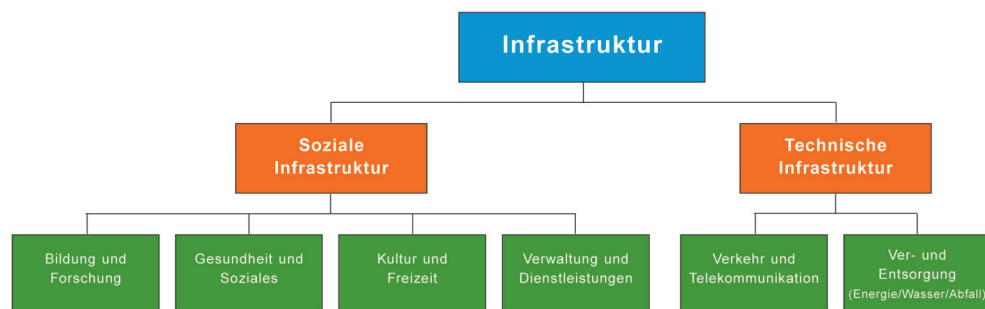 Infrastruktur
Soziale
Infrastruktur
Technische
Infrastruktur
Bildung und
Forschung
Gesundheit und
Soziales
Kultur und
Freizeit
Verwaltung und
Dienstleistungen
Verkehr und
Telekommunikation
Ver- und
Entsorgung
(Energie/Wasser/Abfall)